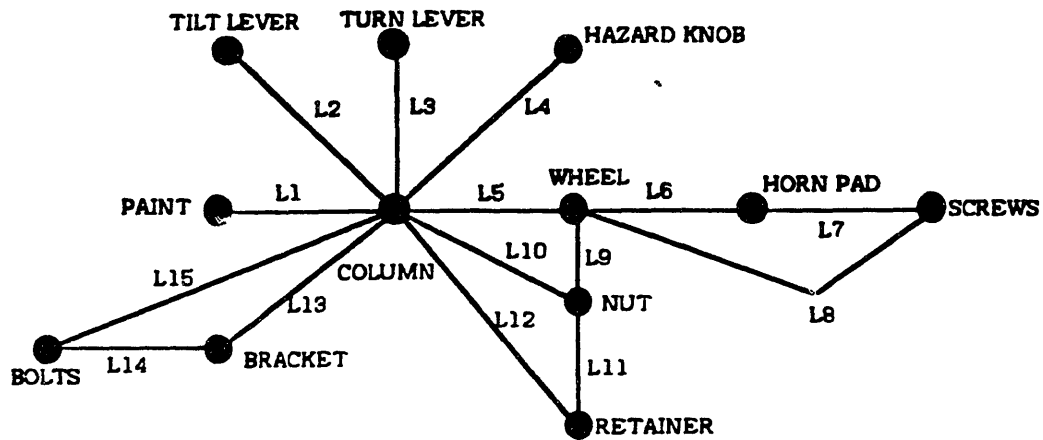 TILT LEVER
TURN LEVER
HAZARD KNOB
L2
L3
L4
PAINT
L1
L5
WHEEL
L6
HORN PAD
L7
SCREWS
L15
COLUMN
L10
L9
L13
L12
NUT
L8
BOLTS
L14
BRACKET
L11
RETAINER